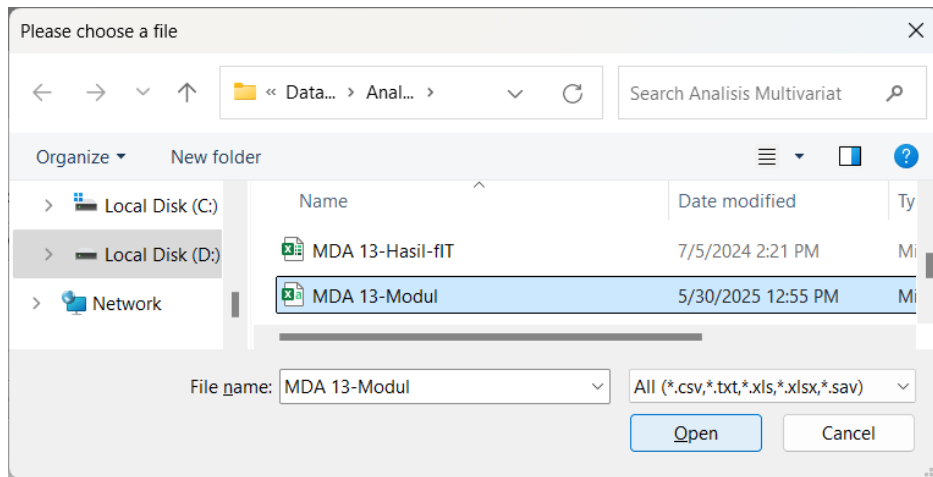 Please choose a file
« Data... > Anal... >
Search Analisis Multivariat
Organize
New folder
Name
Date modified
Ty
Local Disk (C:)
MDA 13-Hasil-fIT
7/5/2024 2:21 PM
Mi
Local Disk (D:)
MDA 13-Modul
5/30/2025 12:55 PM
Mi
Network
File name:
MDA 13-Modul
All (*.csv,*.txt,*.xls,*.xlsx,*.sav)
Open
Cancel